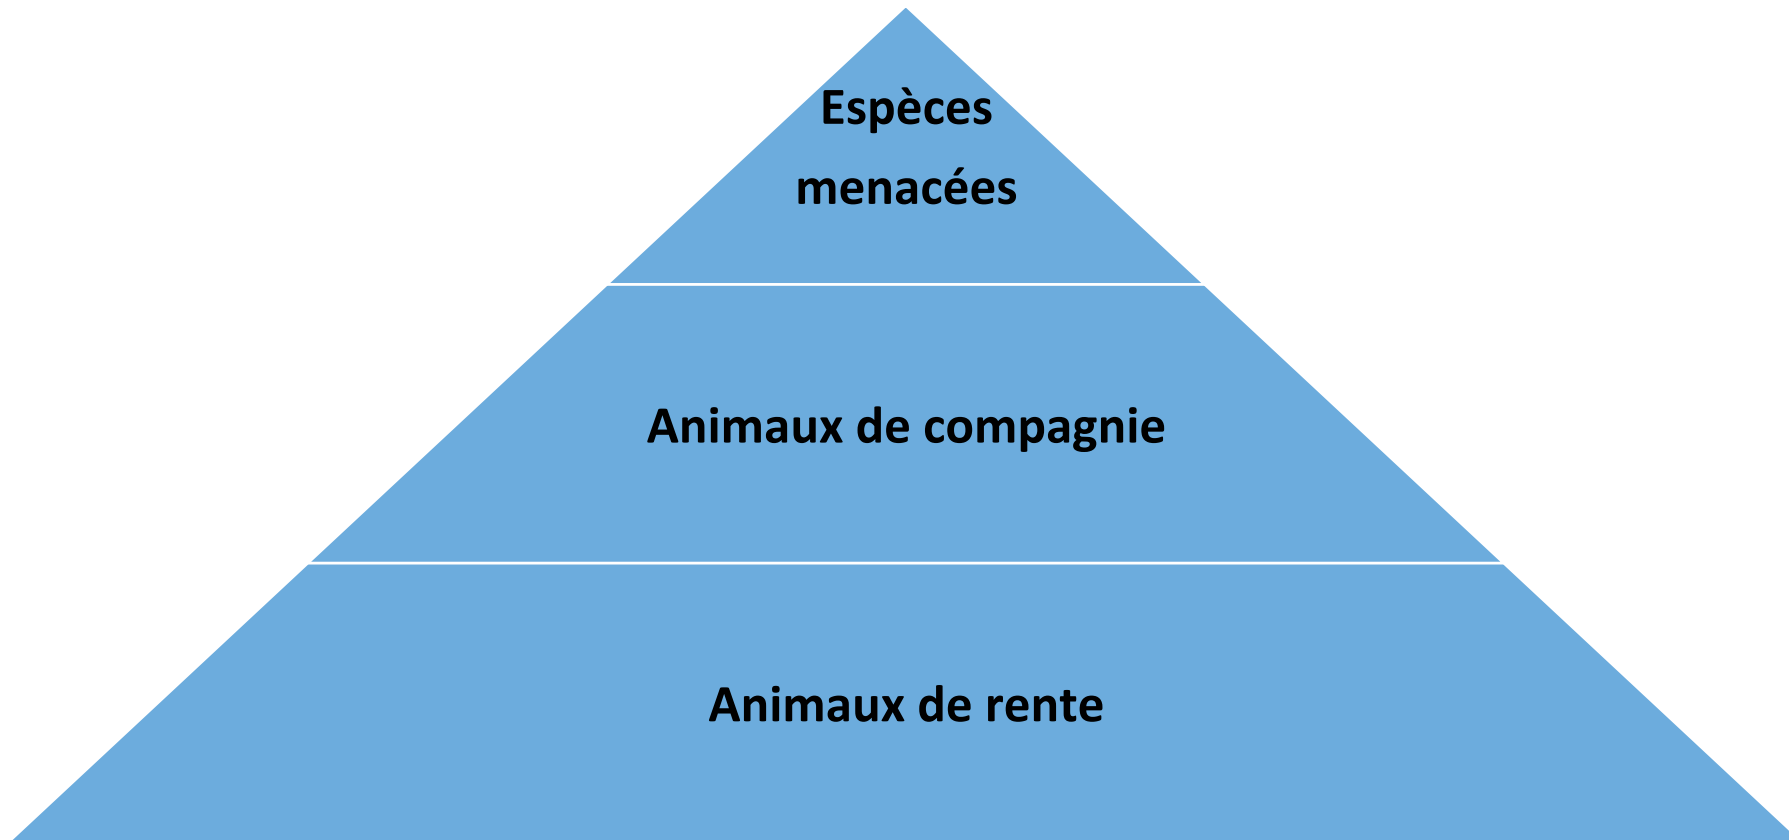 Espèces
menacées
Animaux de compagnie
Animaux de rente